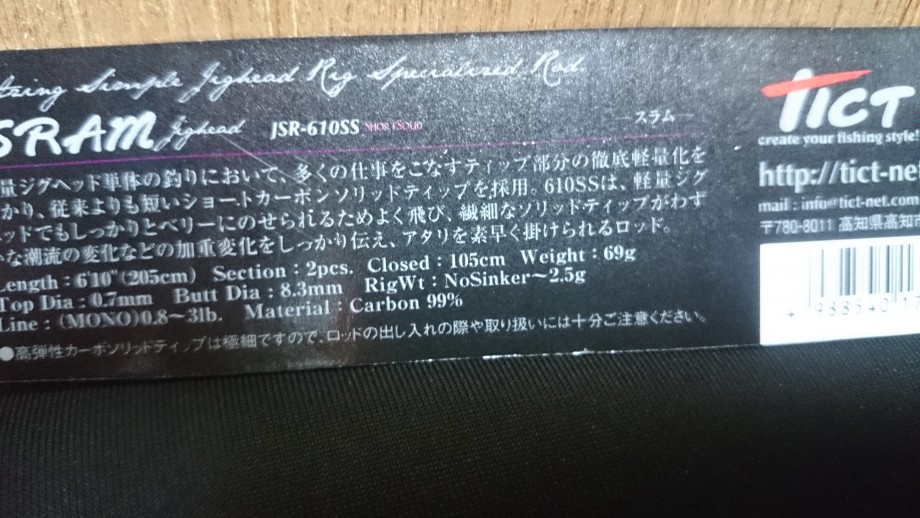 Simple Jighead Rig Specialized Rod
SRAM Jighead JSR-610SS SHORT SOLID ―スラム―
量ジグヘッド単体の釣りにおいて、多くの仕事をこなすティップ部分の徹底軽量化を
かり、従来よりも短いショートカーボンソリッドティップを採用。610SSは、軽量ジグ
ッドでもしっかりとベリーにのせられるためよく飛び、繊細なソリッドティップがわず
な潮流の変化などの加重変化をしっかり伝え、アタリを素早く掛けられるロッド。
Length : 6'10"(205cm) Section : 2pcs. Closed : 105cm Weight : 69g
Top Dia : 0.7mm Butt Dia : 8.3mm RigWt : NoSinker～2.5g
Line : (MONO)0.8～3lb. Material : Carbon 99%
●高弾性カーボンソリッドティップは極細ですので、ロッドの出し入れの際や取り扱いには十分ご注意ください。
TICT
create your fishing style!
http://tict-ne
mail : info@tict-net.com
〒780-8011 高知県高知
4 988540 1